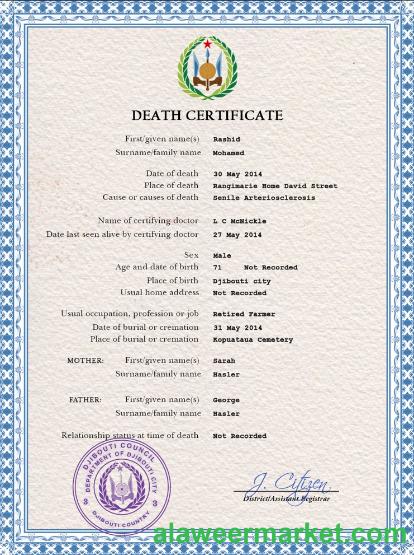 DEATH CERTIFICATE
First/given name(s) Rashid
Surname/family name Mohamed
Date of death 30 May 2014
Place of death Rangimarie Home David Street
Cause or causes of death Senile Arteriosclerosis
Name of certifying doctor L C McNickle
Date last seen alive by certifying doctor 27 May 2014
Sex Male
Age and date of birth 71 Not Recorded
Place of birth Djibouti city
Usual home address Not Recorded
Usual occupation, profession or job Retired Farmer
Date of burial or cremation 31 May 2014
Place of burial or cremation Kopuataua Cemetery
MOTHER: First/given name(s) Sarah
Surname/family name Hasler
FATHER: First/given name(s) George
Surname/family name Hasler
Relationship status at time of death Not Recorded
DJIBOUTI COUNCIL
DEPARTMENT OF DJIBOUTI CITY
DJIBOUTI COUNTRY
J. Citizen
District/Assistant Registrar
alaweermarket.com